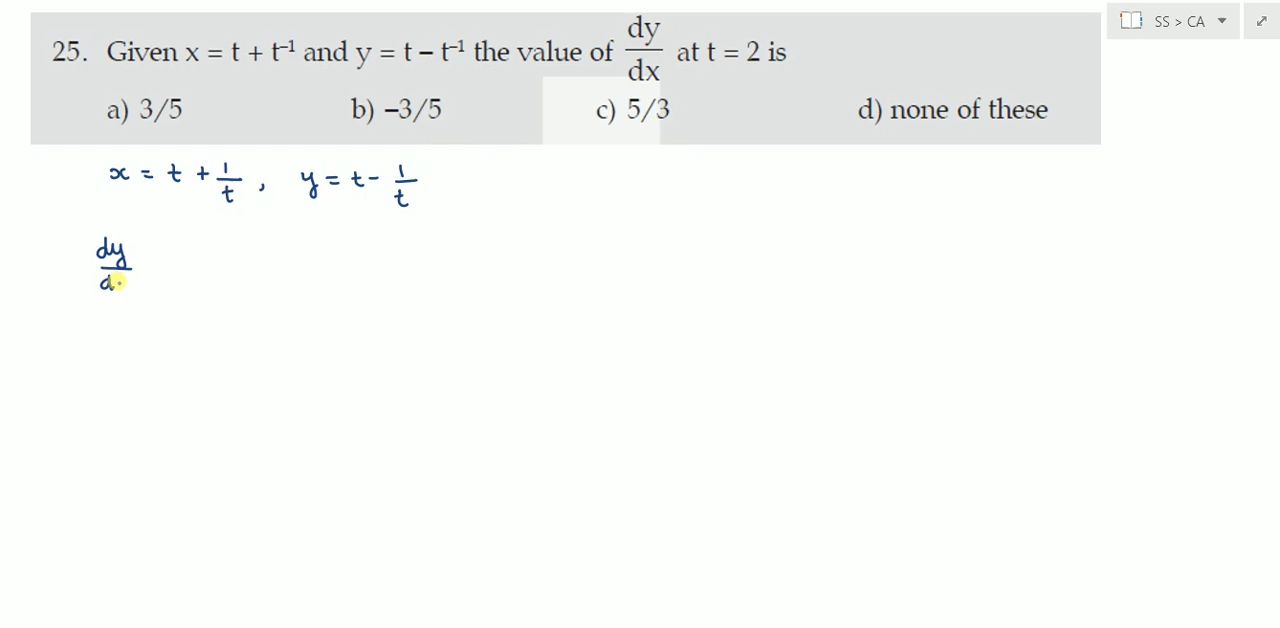 SS > CA
25. Given x = t + t⁻¹ and y = t – t⁻¹ the value of dy/dx at t = 2 is
a) 3/5 b) –3/5 c) 5/3 d) none of these
x = t + 1/t , y = t - 1/t
dy
d